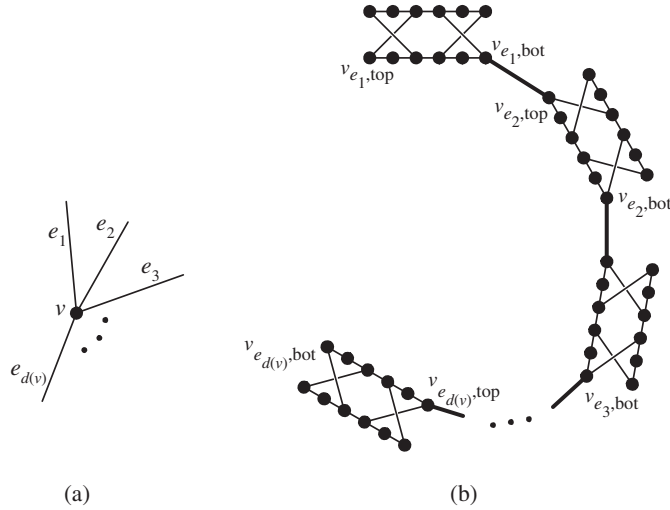 e1
e2
e3
v
ed(v)
(a)
ve1,top
ve1,bot
ve2,top
ve2,bot
ve3,bot
ved(v),bot
ved(v),top
(b)